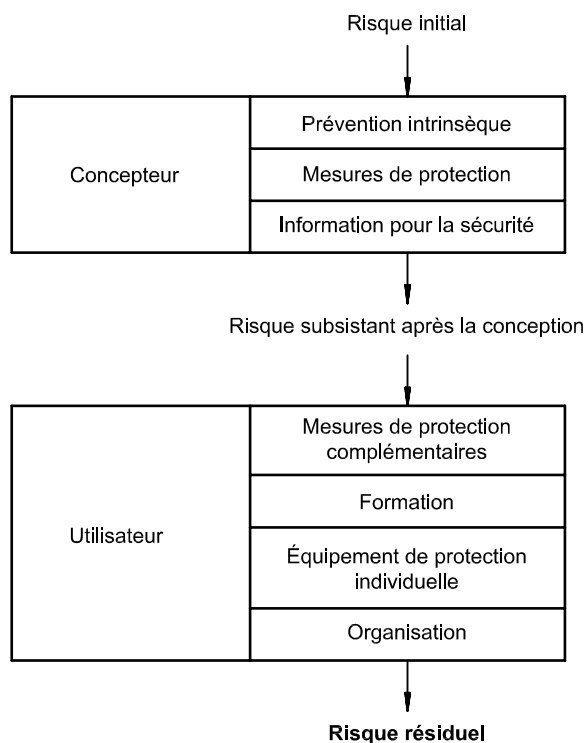 Risque initial
Concepteur
Prévention intrinsèque
Mesures de protection
Information pour la sécurité
Risque subsistant après la conception
Utilisateur
Mesures de protection
complémentaires
Formation
Équipement de protection
individuelle
Organisation
Risque résiduel